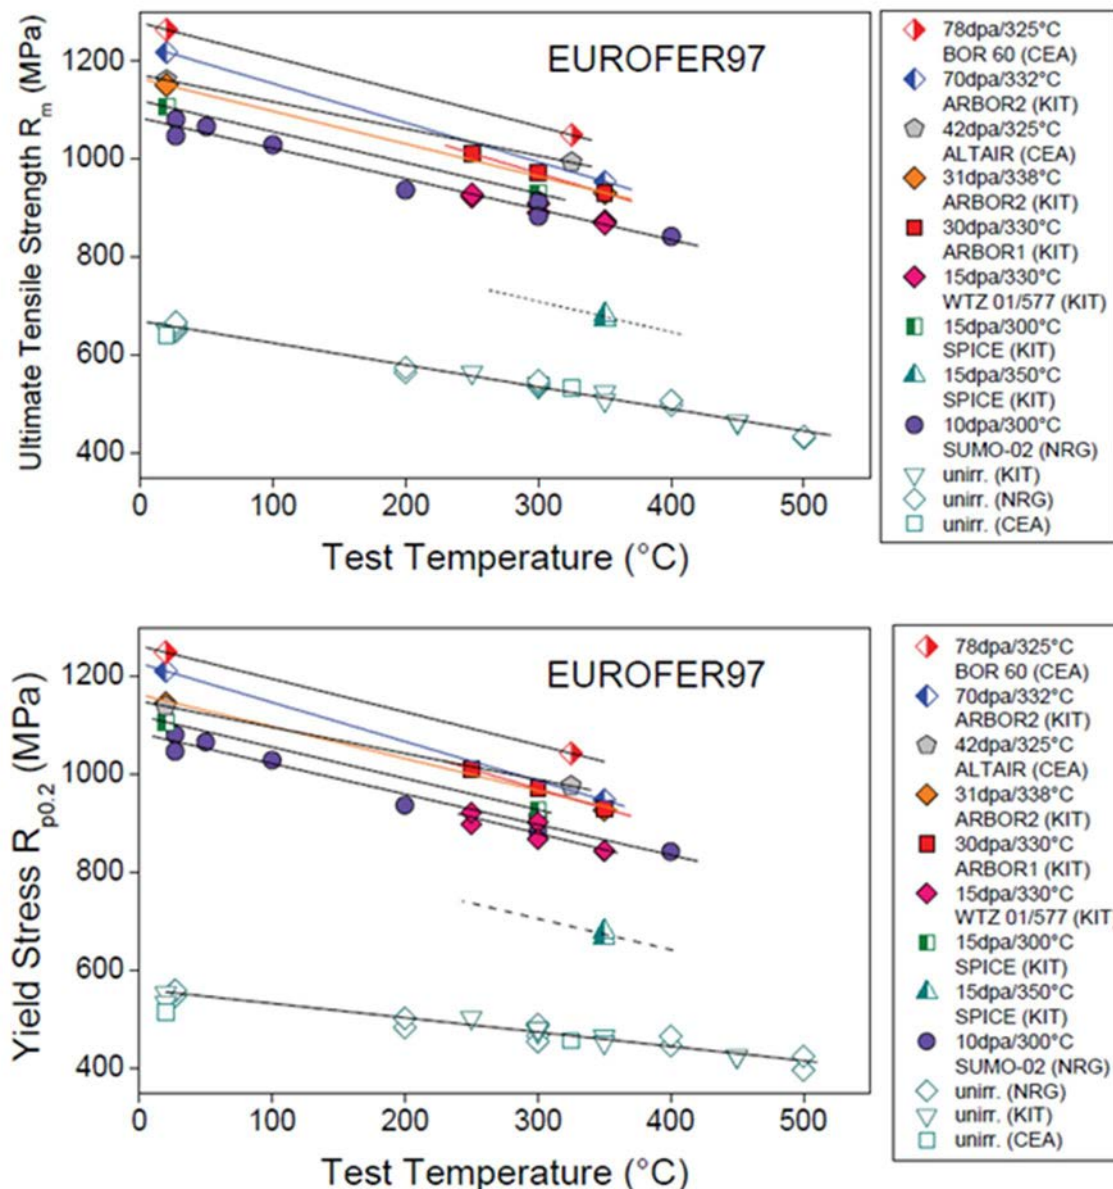 EUROFER97
Ultimate Tensile Strength Rm (MPa)
1200
1000
800
600
400
0 100 200 300 400 500
Test Temperature (°C)
78dpa/325°C
BOR 60 (CEA)
70dpa/332°C
ARBOR2 (KIT)
42dpa/325°C
ALTAIR (CEA)
31dpa/338°C
ARBOR2 (KIT)
30dpa/330°C
ARBOR1 (KIT)
15dpa/330°C
WTZ 01/577 (KIT)
15dpa/300°C
SPICE (KIT)
15dpa/350°C
SPICE (KIT)
10dpa/300°C
SUMO-02 (NRG)
unirr. (KIT)
unirr. (NRG)
unirr. (CEA)
EUROFER97
Yield Stress Rp0.2 (MPa)
1200
1000
800
600
400
0 100 200 300 400 500
Test Temperature (°C)
78dpa/325°C
BOR 60 (CEA)
70dpa/332°C
ARBOR2 (KIT)
42dpa/325°C
ALTAIR (CEA)
31dpa/338°C
ARBOR2 (KIT)
30dpa/330°C
ARBOR1 (KIT)
15dpa/330°C
WTZ 01/577 (KIT)
15dpa/300°C
SPICE (KIT)
15dpa/350°C
SPICE (KIT)
10dpa/300°C
SUMO-02 (NRG)
unirr. (NRG)
unirr. (KIT)
unirr. (CEA)